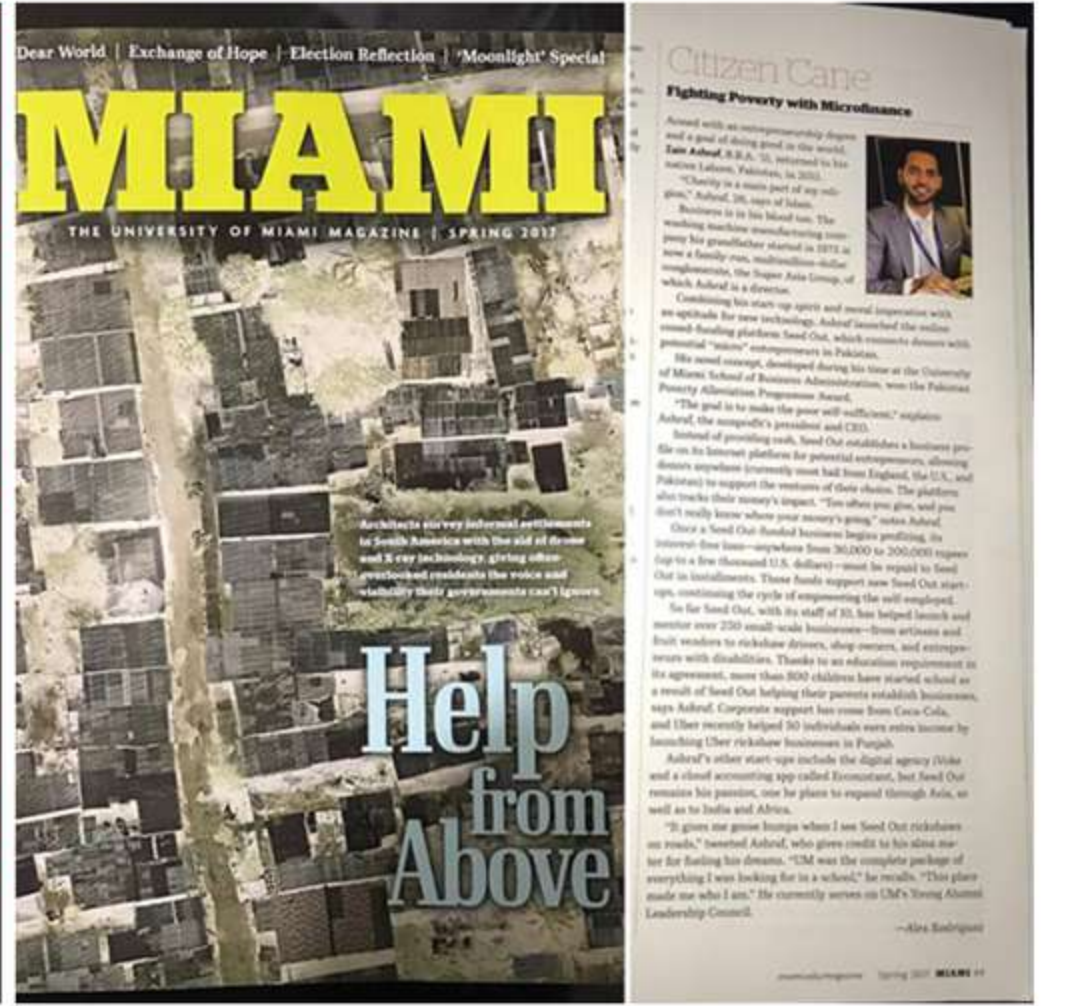 Dear World | Exchange of Hope | Election Reflection | 'Moonlight' Special
MIAMI
THE UNIVERSITY OF MIAMI MAGAZINE | SPRING 2017
Architects survey informal settlements
in South America with the aid of drone
and X-ray technology, giving often-
overlooked residents the voice and
visibility their governments can't ignore.
Help
from
Above
Citizen 'Cane
Fighting Poverty with Microfinance
Armed with an entrepreneurship degree
and a goal of doing good in the world,
Zain Ashraf, B.B.A. '11, returned to his
native Lahore, Pakistan, in 2011.
"Charity is a main part of my reli-
gion," Ashraf, 28, says of Islam.
Business is in his blood too. The
washing machine manufacturing com-
pany his grandfather started in 1975 is
now a family-run, multimillion-dollar
conglomerate, the Super Asia Group, of
which Ashraf is a director.
Combining his start-up spirit and moral imperative with
an aptitude for new technology, Ashraf launched the online
crowd-funding platform Seed Out, which connects donors with
potential "micro" entrepreneurs in Pakistan.
His novel concept, developed during his time at the University
of Miami School of Business Administration, won the Pakistan
Poverty Alleviation Programme Award.
"The goal is to make the poor self-sufficient," explains
Ashraf, the nonprofit's president and CEO.
Instead of providing cash, Seed Out establishes a business pro-
file on its Internet platform for potential entrepreneurs, allowing
donors anywhere (currently most hail from England, the U.S., and
Pakistan) to support the ventures of their choice. The platform
also tracks their money's impact. "Too often you give, and you
don't really know where your money's going," notes Ashraf.
Once a Seed Out-funded business begins profiting, its
interest-free loan—anywhere from 30,000 to 200,000 rupees
(up to a few thousand U.S. dollars)—must be repaid to Seed
Out in installments. Those funds support new Seed Out start-
ups, continuing the cycle of empowering the self-employed.
So far Seed Out, with its staff of 10, has helped launch and
mentor over 250 small-scale businesses—from artisans and
fruit vendors to rickshaw drivers, shop owners, and entrepre-
neurs with disabilities. Thanks to an education requirement in
its agreement, more than 800 children have started school as
a result of Seed Out helping their parents establish businesses,
says Ashraf. Corporate support has come from Coca-Cola,
and Uber recently helped 50 individuals earn extra income by
launching Uber rickshaw businesses in Punjab.
Ashraf's other start-ups include the digital agency iVoke
and a cloud accounting app called Econontant, but Seed Out
remains his passion, one he plans to expand through Asia, as
well as to India and Africa.
"It gives me goose bumps when I see Seed Out rickshaws
on roads," tweeted Ashraf, who gives credit to his alma ma-
ter for fueling his dreams. "UM was the complete package of
everything I was looking for in a school," he recalls. "This place
made me who I am." He currently serves on UM's Young Alumni
Leadership Council.
—Alex Rodriguez
Spring 2017 MIAMI